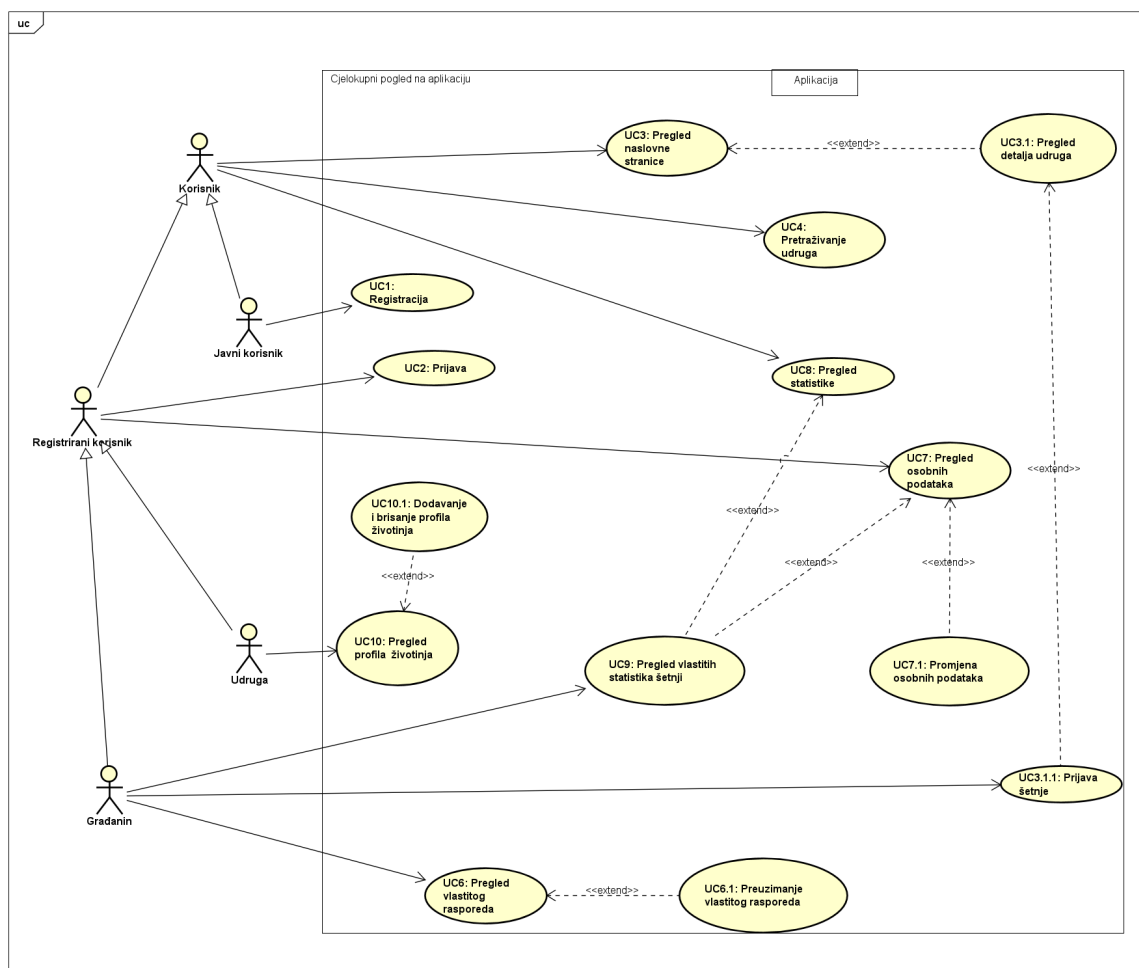 uc
Cjelokupni pogled na aplikaciju
Aplikacija
UC3: Pregled
naslovne
stranice
<<extend>>
UC3.1: Pregled
detalja udruga
Korisnik
UC4:
Pretraživanje
udruga
UC1:
Registracija
Javni korisnik
UC2: Prijava
UC8: Pregled
statistike
Registrirani korisnik
UC7: Pregled
osobnih
podataka
<<extend>>
UC10.1: Dodavanje
i brisanje profila
životinja
<<extend>>
<<extend>>
<<extend>>
<<extend>>
UC10: Pregled
profila životinja
Udruga
UC9: Pregled vlastitih
statistika šetnji
UC7.1: Promjena
osobnih podataka
UC3.1.1: Prijava
šetnje
Građanin
UC6: Pregled
vlastitog
rasporeda
<<extend>>
UC6.1: Preuzimanje
vlastitog rasporeda